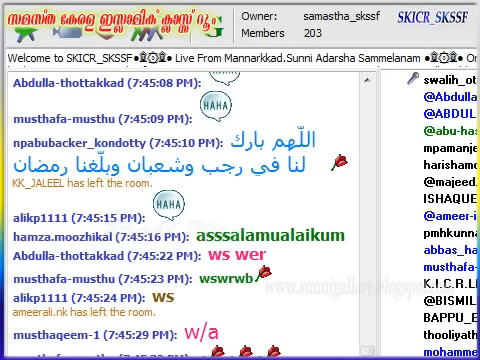 സമസ്ത കേരള ഇസ്ലാമിക് ക്ലാസ് റൂം
Owner: samastha_skssf
SKICR_SKSSF
Members 203
Welcome to SKICR_SKSSF●۩۞۩● Live From Mannarkkad.Sunni Adarsha Sammelanam ●۩۞۩●
Abdulla-thottakkad (7:45:08 PM):
musthafa-musthu (7:45:09 PM): HAHA
npabubacker_kondotty (7:45:10 PM): اللّهم بارك
لنا في رجب وشعبان وبلّغنا رمضان
KK_JALEEL has left the room.
alikp1111 (7:45:15 PM): HAHA
hamza.moozhikal (7:45:16 PM): asssalamualaikum
Abdulla-thottakkad (7:45:22 PM): ws wer
musthafa-musthu (7:45:23 PM): wswrwb
alikp1111 (7:45:24 PM): ws
ameerali.nk has left the room.
musthaqeem-1 (7:45:29 PM): w/a
swalih_ot
@Abdulla
@ABDUL
@abu-has
mpamanje
harishamo
@majeed.
ISHAQUE
@ameer-i
pmhkunna
abbas_ha
musthafa-
K.I.C.R.L
@BISMIL
BAPPU_E
thooliyath
mohamme
www.sunnigallery.blogspot.